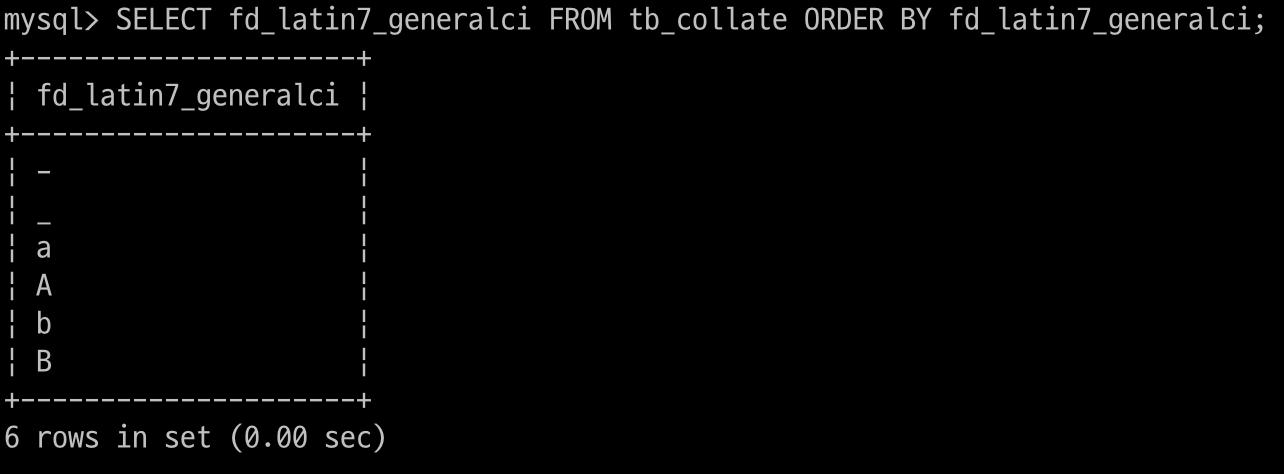 mysql> SELECT fd_latin7_generalci FROM tb_collate ORDER BY fd_latin7_generalci;
+---------------------+
| fd_latin7_generalci |
+---------------------+
| -                   |
| _                   |
| a                   |
| A                   |
| b                   |
| B                   |
+---------------------+
6 rows in set (0.00 sec)